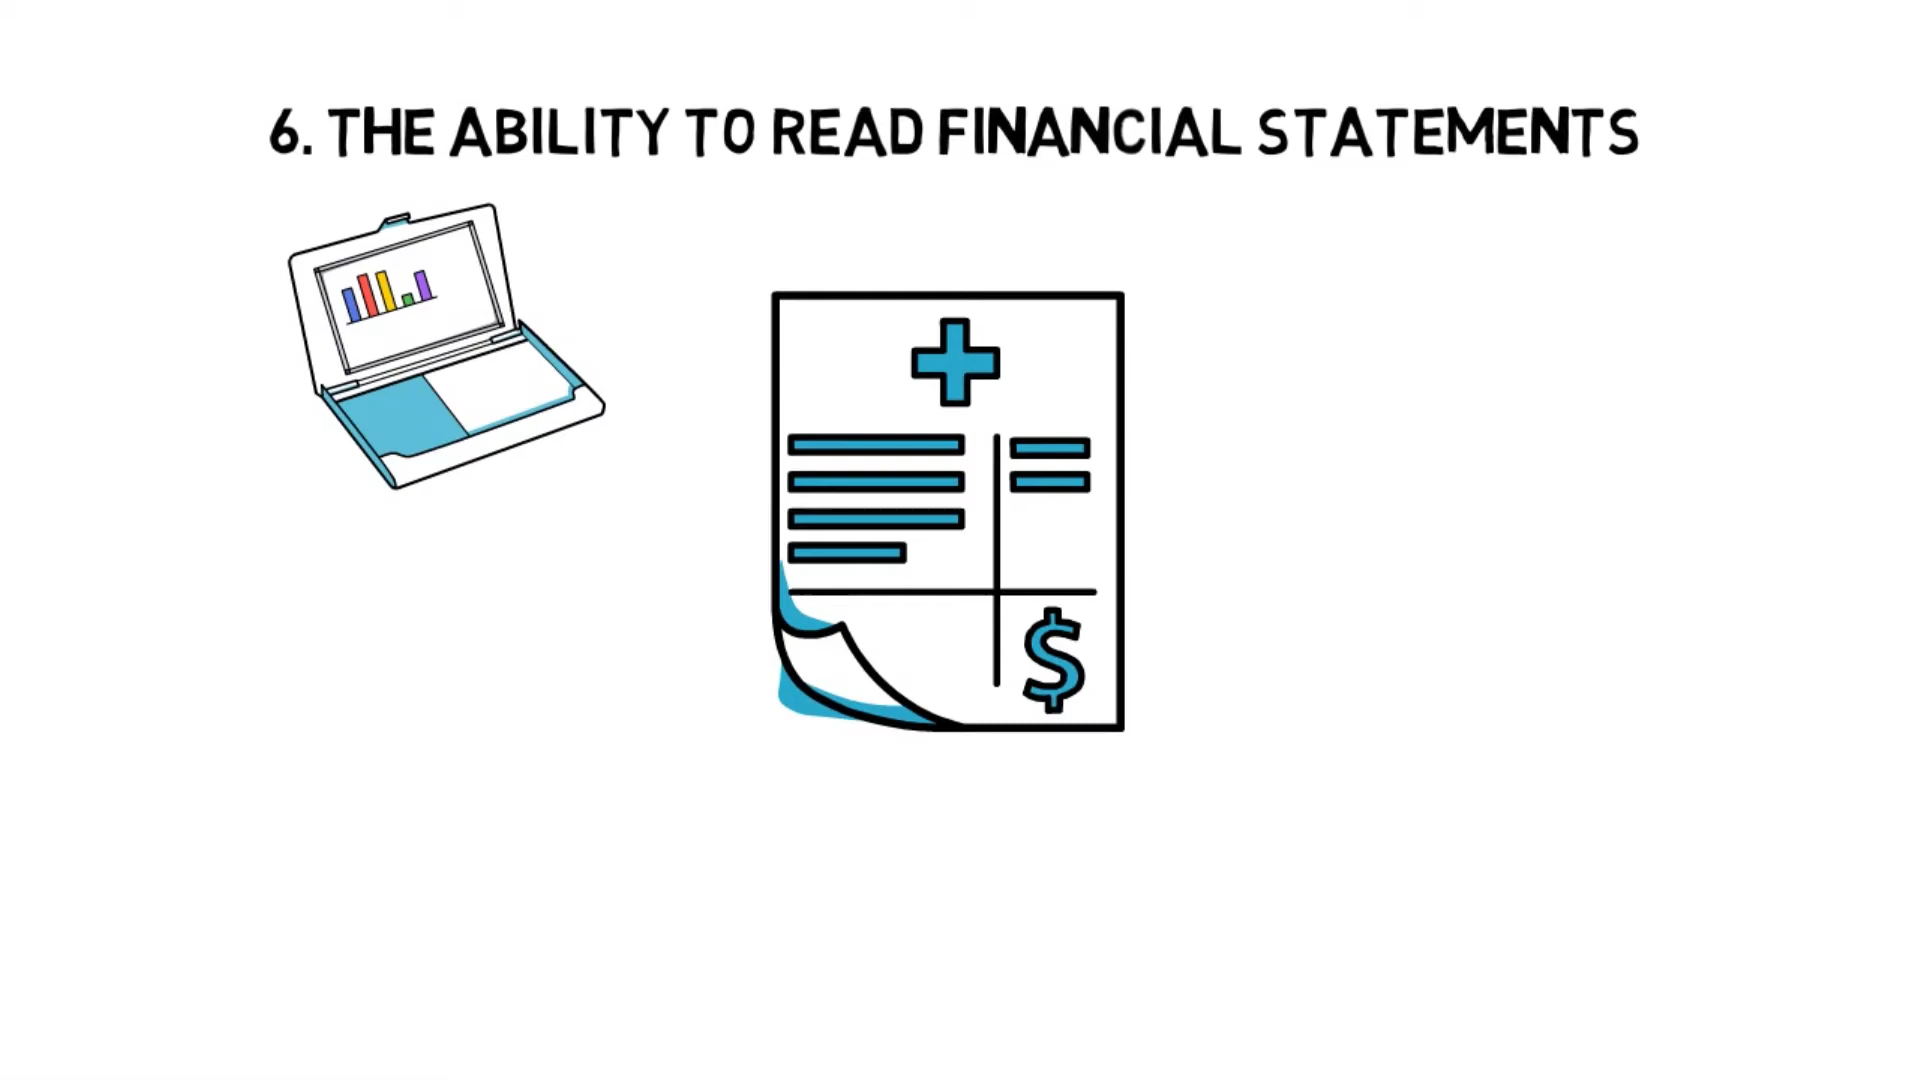 6. THE ABILITY TO READ FINANCIAL STATEMENTS
$